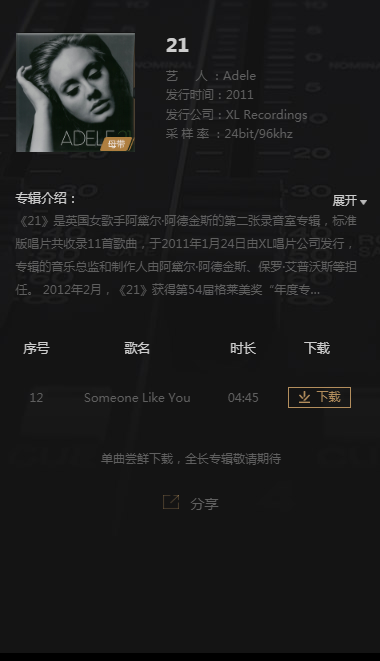 21
艺 人 ：Adele
发行时间：2011
发行公司：XL Recordings
采 样 率 ：24bit/96khz
ADELE 21
母带
专辑介绍：
展开
《21》是英国女歌手阿黛尔·阿德金斯的第二张录音室专辑，标准
版唱片共收录11首歌曲，于2011年1月24日由XL唱片公司发行，
专辑的音乐总监和制作人由阿黛尔·阿德金斯、保罗·艾普沃斯等担
任。 2012年2月，《21》获得第54届格莱美奖“年度专...
序号 歌名 时长 下载
12 Someone Like You 04:45 下载
单曲尝鲜下载，全长专辑敬请期待
分享